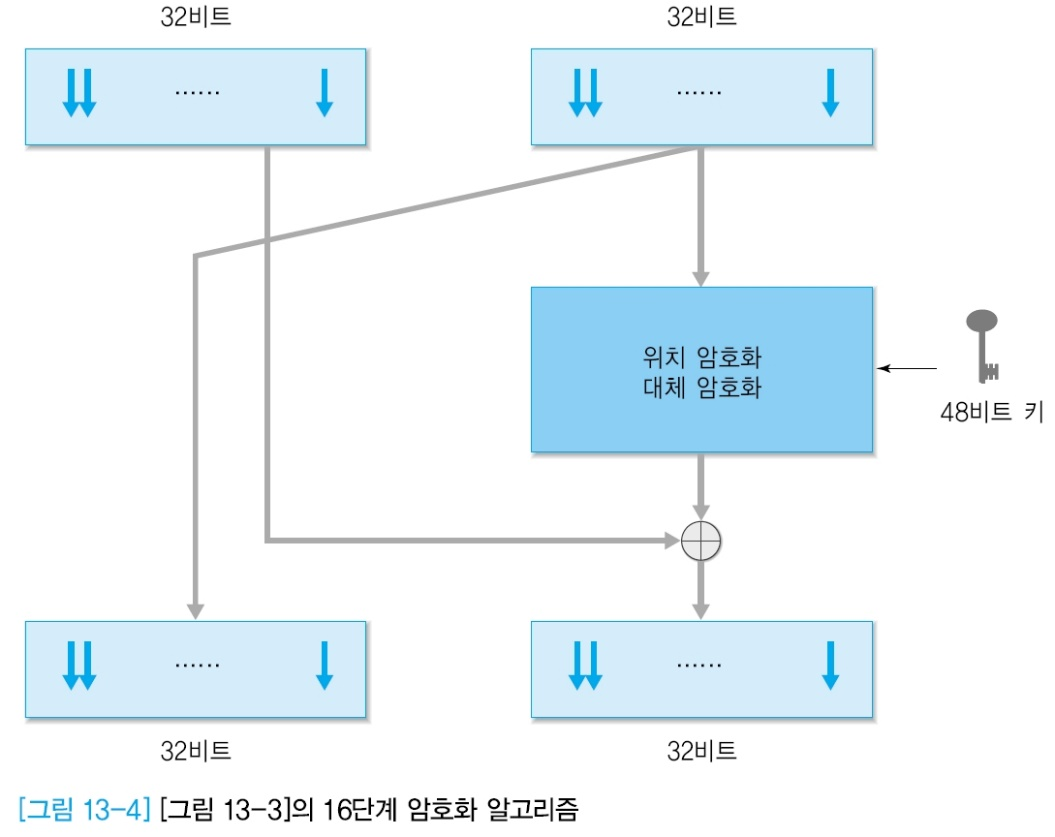 32비트
32비트
......
......
위치 암호화
대체 암호화
48비트 키
......
......
32비트
32비트
[그림 13-4] [그림 13-3]의 16단계 암호화 알고리즘